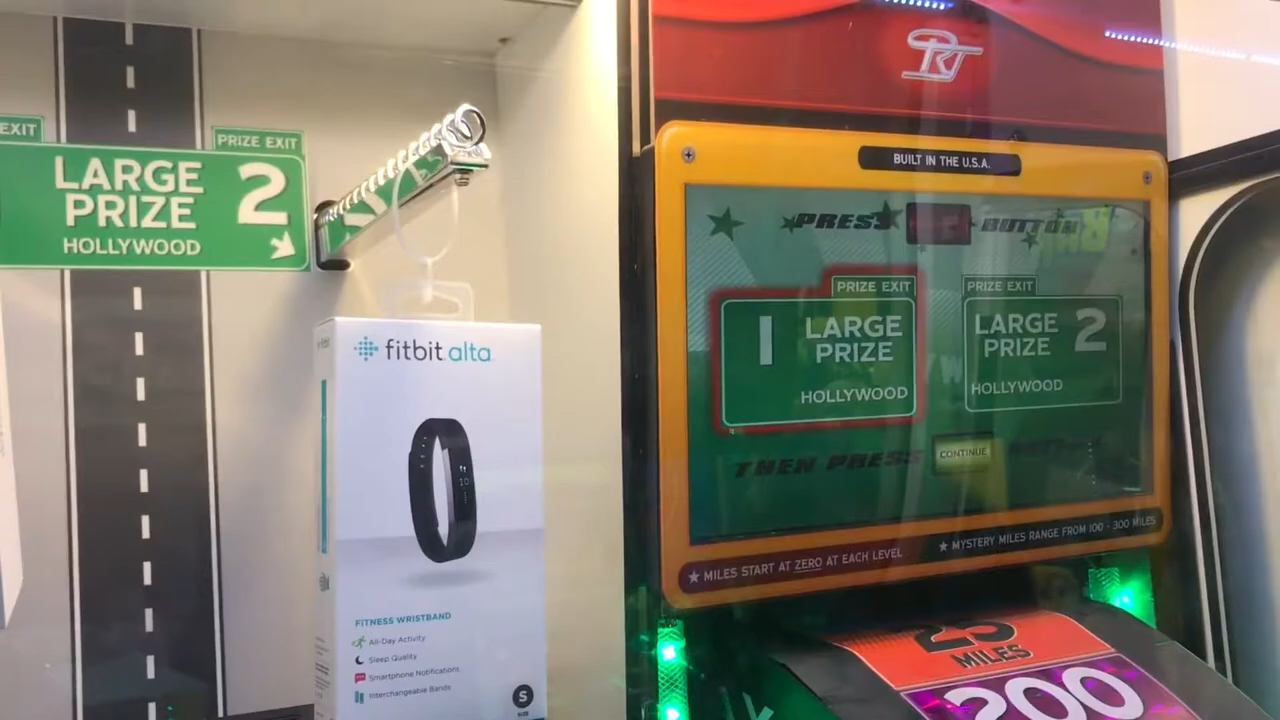 EXIT
PRIZE EXIT
LARGE
PRIZE
2
HOLLYWOOD
fitbit alta
FITNESS WRISTBAND
All-Day Activity
Sleep Quality
Smartphone Notifications
Interchangeable Bands
S
SIZE
BUILT IN THE U.S.A.
PRESS
BUTTON
PRIZE EXIT
1
LARGE
PRIZE
HOLLYWOOD
PRIZE EXIT
LARGE
PRIZE
2
HOLLYWOOD
THEN PRESS
CONTINUE
★ MILES START AT ZERO AT EACH LEVEL
★ MYSTERY MILES RANGE FROM 100 - 300 MILES
25
MILES
200